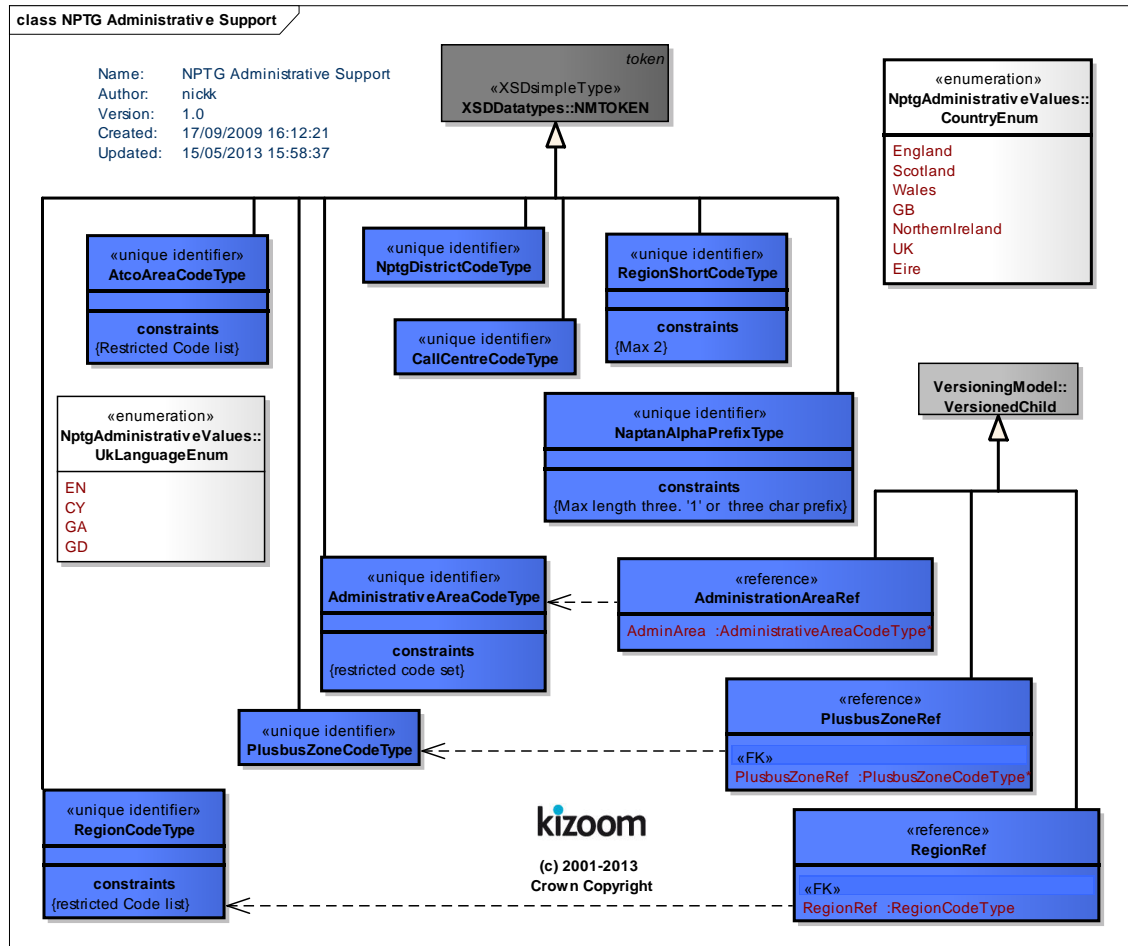 class NPTG Administrative Support
Name: NPTG Administrative Support
Author: nickk
Version: 1.0
Created: 17/09/2009 16:12:21
Updated: 15/05/2013 15:58:37
token
«XSDsimpleType»
XSDDatatypes::NMTOKEN
«enumeration»
NptgAdministrativeValues::
CountryEnum
England
Scotland
Wales
GB
NorthernIreland
UK
Eire
«unique identifier»
AtcoAreaCodeType
constraints
{Restricted Code list}
«unique identifier»
NptgDistrictCodeType
«unique identifier»
RegionShortCodeType
constraints
{Max 2}
«unique identifier»
CallCentreCodeType
VersioningModel::
VersionedChild
«enumeration»
NptgAdministrativeValues::
UkLanguageEnum
EN
CY
GA
GD
«unique identifier»
NaptanAlphaPrefixType
constraints
{Max length three. '1' or three char prefix}
«unique identifier»
AdministrativeAreaCodeType
constraints
{restricted code set}
«reference»
AdministrationAreaRef
AdminArea :AdministrativeAreaCodeType*
«unique identifier»
PlusbusZoneCodeType
«reference»
PlusbusZoneRef
«FK»
PlusbusZoneRef :PlusbusZoneCodeType*
«unique identifier»
RegionCodeType
constraints
{restricted Code list}
kizoom
(c) 2001-2013
Crown Copyright
«reference»
RegionRef
«FK»
RegionRef :RegionCodeType